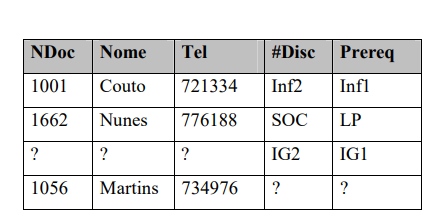 NDoc Nome Tel #Disc Prereq
1001 Couto 721334 Inf2 Inf1
1662 Nunes 776188 SOC LP
? ? ? IG2 IG1
1056 Martins 734976 ? ?